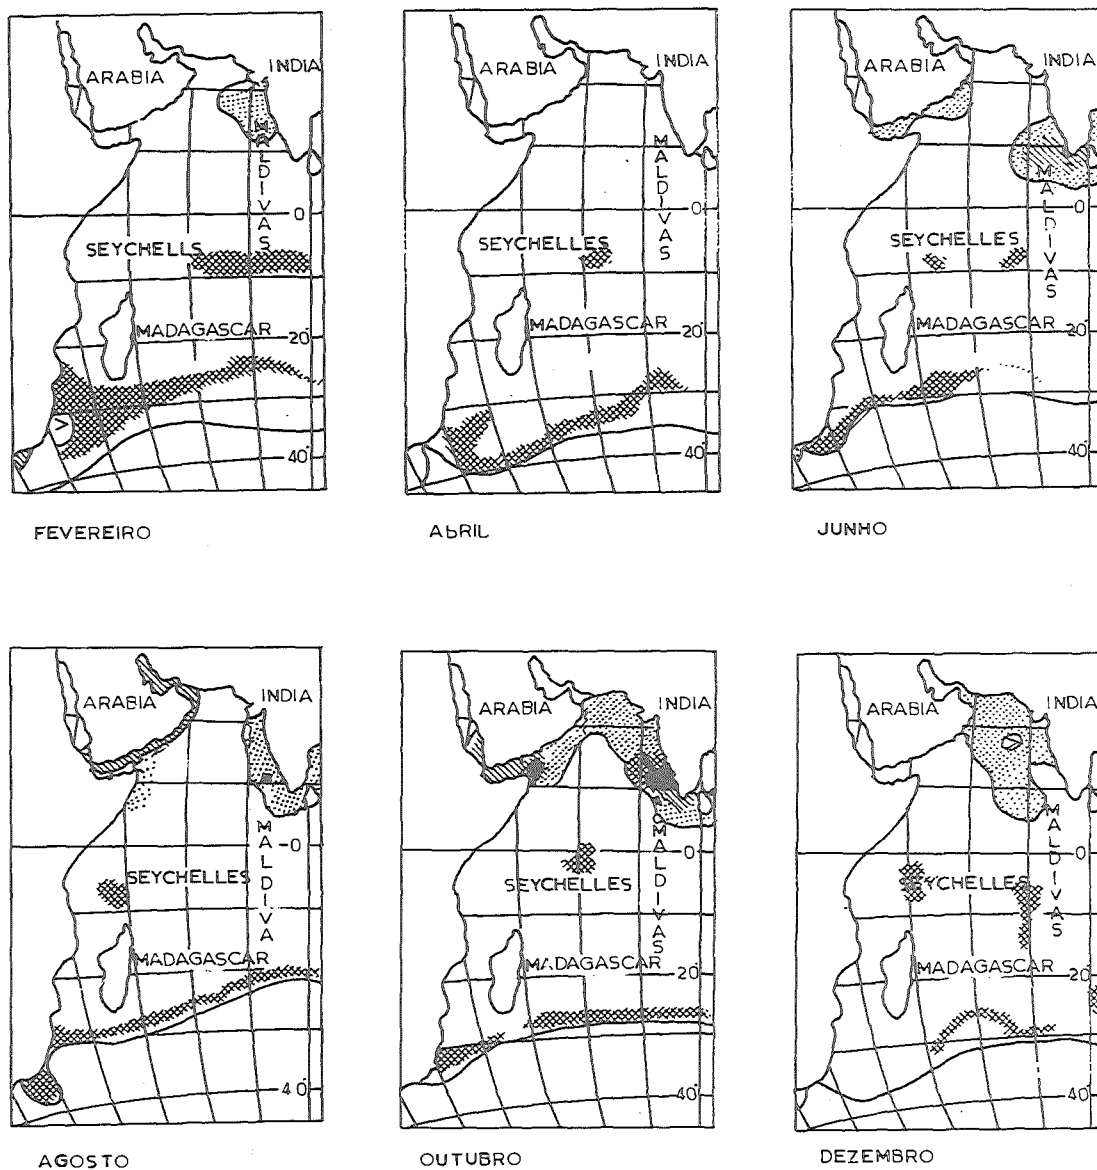 ARABIA
INDIA
MALDIVAS
0
SEYCHELLS
MADAGASCAR
20°
>
40°
FEVEREIRO
ARABIA
INDIA
MALDIVAS
0
SEYCHELLES
MADAGASCAR
20°
40°
ABRIL
ARABIA
INDIA
MALDIVAS
0
SEYCHELLES
MADAGASCAR
20°
40°
JUNHO
ARABIA
INDIA
MALDIVA
0
SEYCHELLES
MADAGASCAR
40°
AGOSTO
ARABIA
INDIA
MALDIVAS
0
SEYCHELLES
MADAGASCAR
20°
40°
OUTUBRO
ARABIA
INDIA
MALDIVAS
0
SEYCHELLES
MADAGASCAR
20°
40°
DEZEMBRO